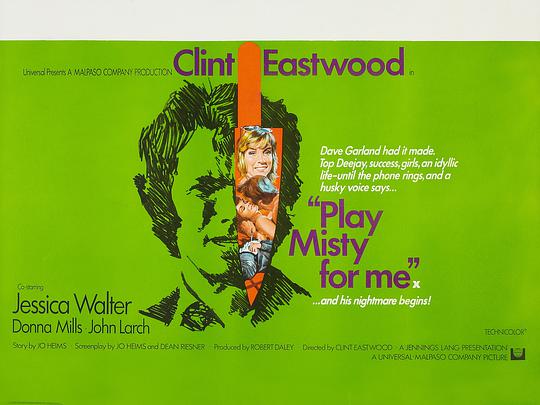 Universal Presents A MALPASO COMPANY PRODUCTION Clint Eastwood in
Dave Garland had it made.
Top Deejay, success, girls, an idyllic
life-until the phone rings, and a
husky voice says...
“Play
Misty
for me” x
...and his nightmare begins!
Co-starring
Jessica Walter
Donna Mills · John Larch
TECHNICOLOR®
Story by JO HEIMS · Screenplay by JO HEIMS and DEAN RIESNER · Produced by ROBERT DALEY · Directed by CLINT EASTWOOD · A JENNINGS LANG PRESENTATION
A UNIVERSAL-MALPASO COMPANY PICTURE